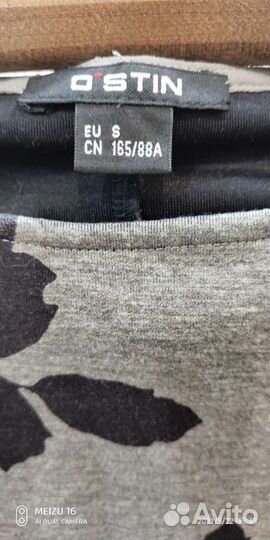 O'STIN
EU S
CN 165/88A
MEIZU 16
AI DUAL CAMERA
Avito